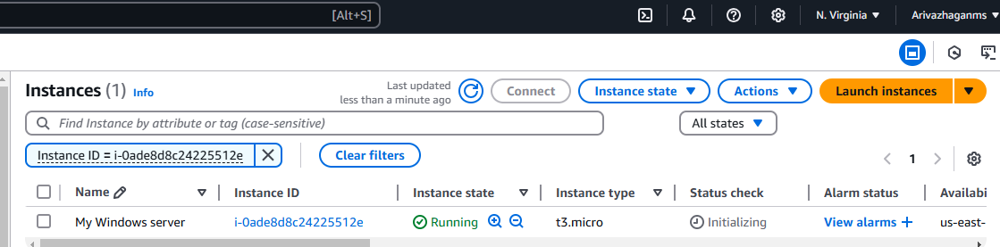 [Alt+S] N. Virginia Arivazhaganms
Instances (1) Info Last updated less than a minute ago Connect Instance state Actions Launch instances
Find Instance by attribute or tag (case-sensitive) All states
Instance ID = i-0ade8d8c24225512e Clear filters 1
Name Instance ID Instance state Instance type Status check Alarm status Availabi
My Windows server i-0ade8d8c24225512e Running t3.micro Initializing View alarms + us-east-